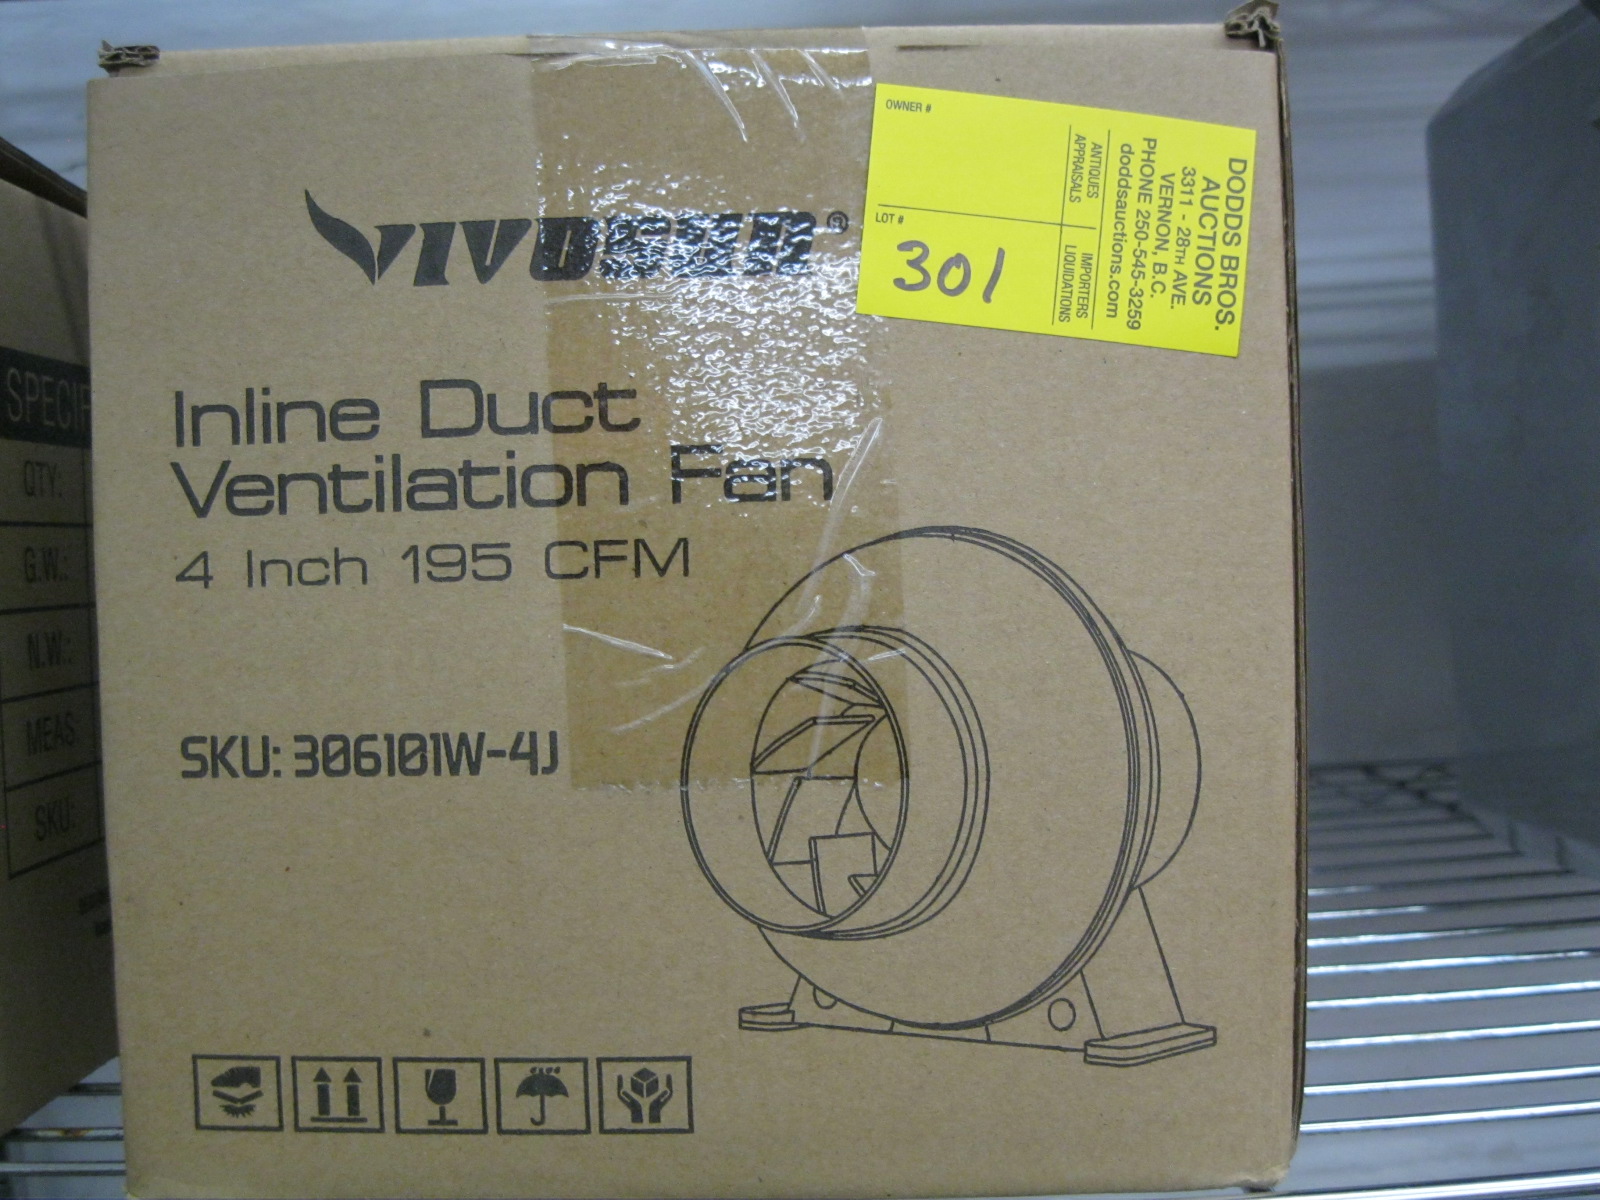 VIVOSUN®
Inline Duct
Ventilation Fan
4 Inch 195 CFM
SKU: 306101W-4J
OWNER #
LOT #
301
DODDS BROS.
AUCTIONS
3311 - 28TH AVE.
VERNON, B.C.
PHONE 250-545-3259
doddsauctions.com
ANTIQUES
APPRAISALS
IMPORTERS
LIQUIDATIONS
QTY:
G.W.:
N.W.:
MEAS
SKU: